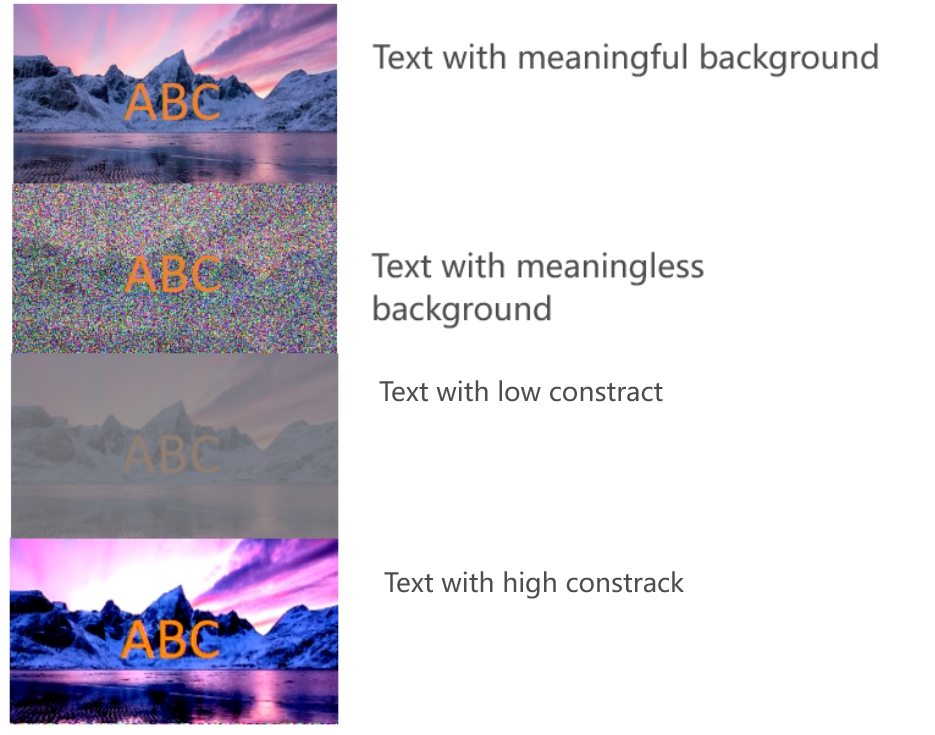 ABC
Text with meaningful background
ABC
Text with meaningless
background
ABC
Text with low constract
ABC
Text with high constrack